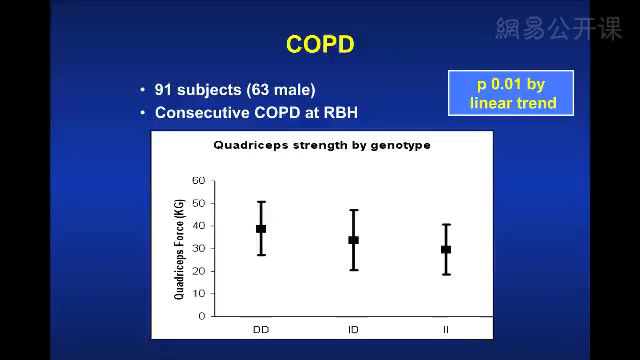 網易公开课
COPD
• 91 subjects (63 male)
• Consecutive COPD at RBH
p 0.01 by
linear trend
Quadriceps strength by genotype
Quadriceps Force (KG)
60
50
40
30
20
10
0
DD
ID
II